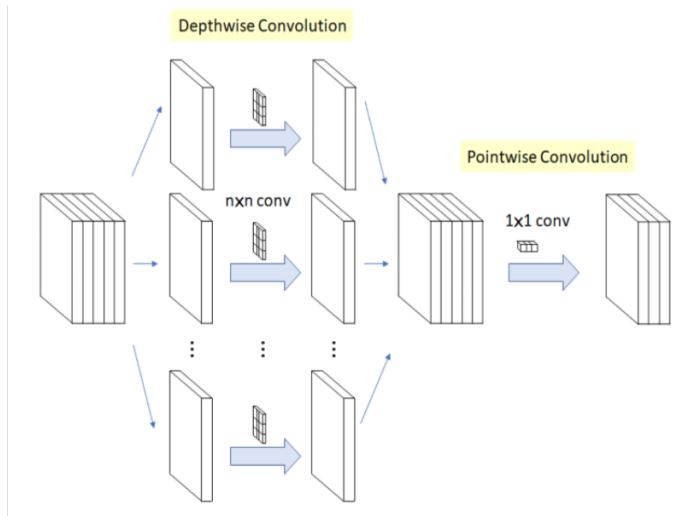 Depthwise Convolution
Pointwise Convolution
nxn conv
1x1 conv